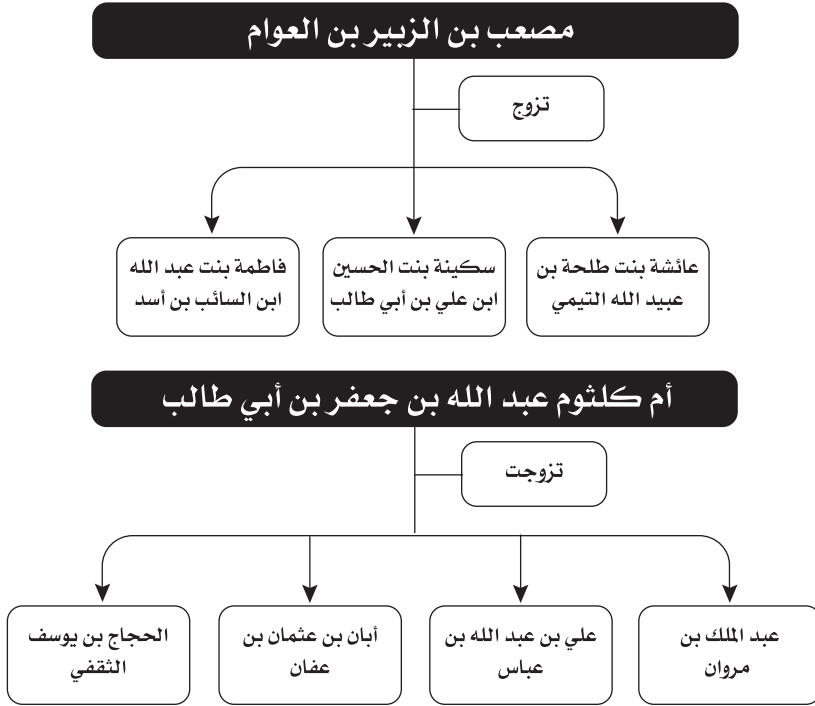 مصعب بن الزبير بن العوام
تزوج
عائشة بنت طلحة بن
عبيد الله التيمي
سكينة بنت الحسين
ابن علي بن أبي طالب
فاطمة بنت عبد الله
ابن السائب بن أسد
أم كلثوم عبد الله بن جعفر بن أبي طالب
تزوجت
عبد الملك بن
مروان
علي بن عبد الله بن
عباس
أبان بن عثمان بن
عفان
الحجاج بن يوسف
الثقفي